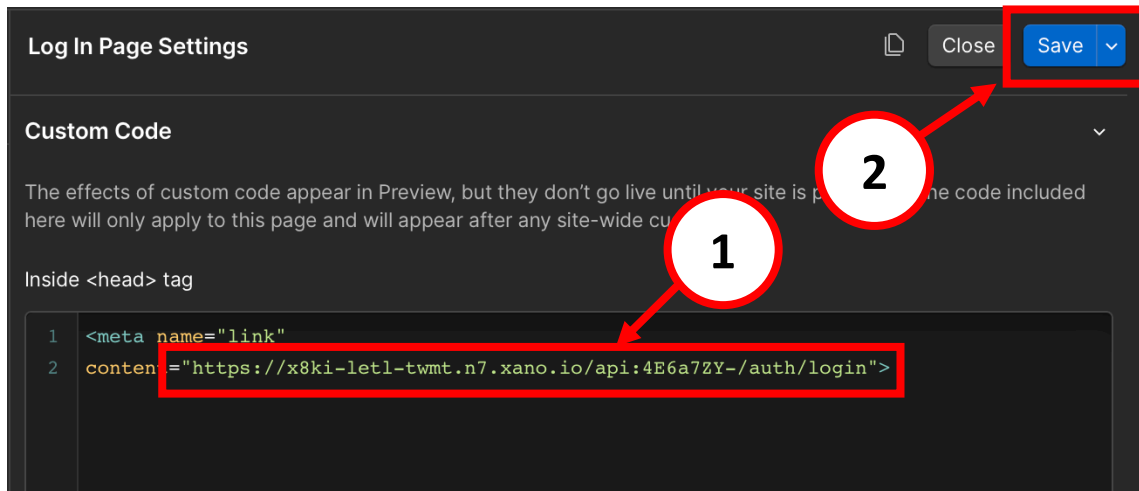 Log In Page Settings
Close
Save
Custom Code
2
The effects of custom code appear in Preview, but they don't go live until your site is code included
here will only apply to this page and will appear after any site-wide
1
Inside <head> tag
1 <meta name="link"
2 content="https://x8ki-letl-twmt.n7.xano.io/api:4E6a7ZY-/auth/login">